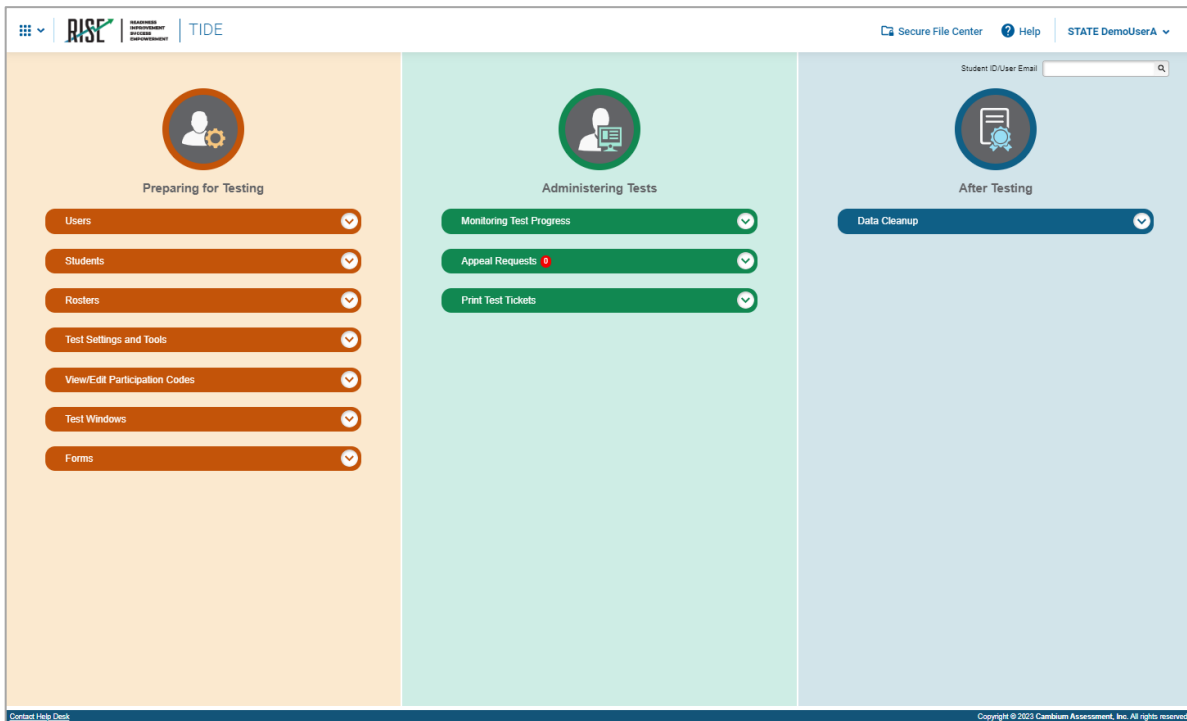 RISE
READINESS
IMPROVEMENT
SUCCESS
EMPOWERMENT
TIDE
Secure File Center
Help
STATE DemoUserA
Student ID/User Email
Preparing for Testing
Users
Students
Rosters
Test Settings and Tools
View/Edit Participation Codes
Test Windows
Forms
Administering Tests
Monitoring Test Progress
Appeal Requests 0
Print Test Tickets
After Testing
Data Cleanup
Contact Help Desk
Copyright © 2023 Cambium Assessment, Inc. All rights reserved